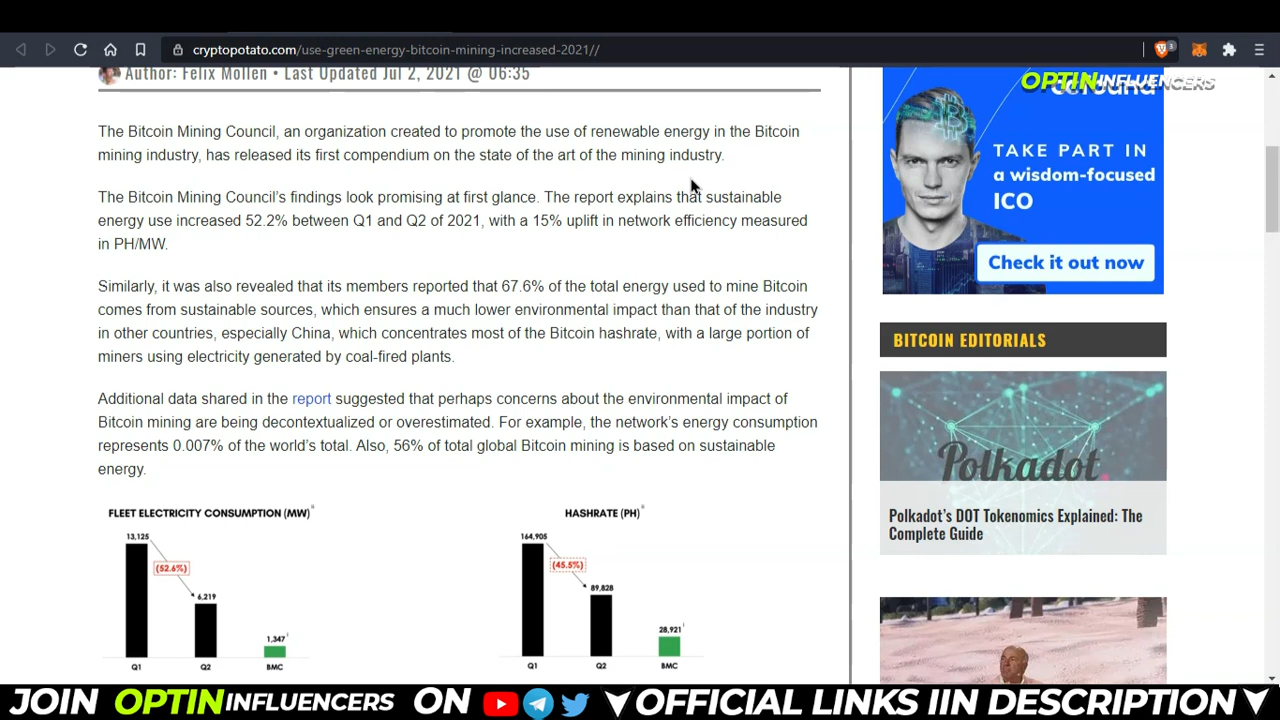 cryptopotato.com/use-green-energy-bitcoin-mining-increased-2021//
3
Author: Felix Mollen • Last Updated Jul 2, 2021 @ 06:35
OPTININFLUENCERS
The Bitcoin Mining Council, an organization created to promote the use of renewable energy in the Bitcoin
mining industry, has released its first compendium on the state of the art of the mining industry.
The Bitcoin Mining Council's findings look promising at first glance. The report explains that sustainable
energy use increased 52.2% between Q1 and Q2 of 2021, with a 15% uplift in network efficiency measured
in PH/MW.
Similarly, it was also revealed that its members reported that 67.6% of the total energy used to mine Bitcoin
comes from sustainable sources, which ensures a much lower environmental impact than that of the industry
in other countries, especially China, which concentrates most of the Bitcoin hashrate, with a large portion of
miners using electricity generated by coal-fired plants.
Additional data shared in the report suggested that perhaps concerns about the environmental impact of
Bitcoin mining are being decontextualized or overestimated. For example, the network's energy consumption
represents 0.007% of the world's total. Also, 56% of total global Bitcoin mining is based on sustainable
energy.
FLEET ELECTRICITY CONSUMPTION (MW)
13,125
(52.6%)
6,219
1,347
Q1 Q2 BMC
HASHRATE (PH)
164,905
(45.5%)
89,828
28,921
Q1 Q2 BMC
TAKE PART IN
a wisdom-focused
ICO
Check it out now
BITCOIN EDITORIALS
Polkadot.
Polkadot's DOT Tokenomics Explained: The
Complete Guide
JOIN OPTININFLUENCERS ON OFFICIAL LINKS IIN DESCRIPTION